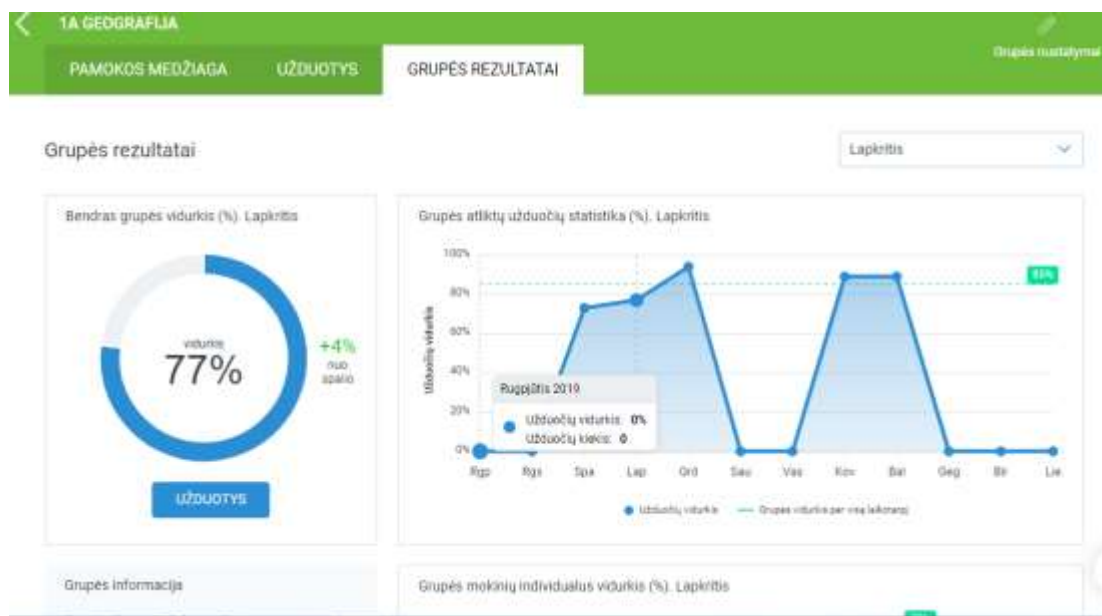 1A GEOGRAFIJA
Grupės nustatymai
PAMOKOS MEDŽIAGA
UŽDUOTYS
GRUPĖS REZULTATAI
Grupės rezultatai
Lapkritis
Bendras grupės vidurkis (%). Lapkritis
vidurkis
77%
+4%
nuo
spalio
UŽDUOTYS
Grupės atliktų užduočių statistika (%). Lapkritis
Užduočių vidurkis
100%
80%
60%
40%
20%
0%
Rugpjūtis 2019
Užduočių vidurkis: 0%
Užduočių kiekis: 0
Rgp Rgs Spa Lap Grd Sau Vas Kov Bal Geg Bir Lie
Užduočių vidurkis
Grupės vidurkis per visą laikotarpį
Grupės informacija
Grupės mokinių individualus vidurkis (%). Lapkritis